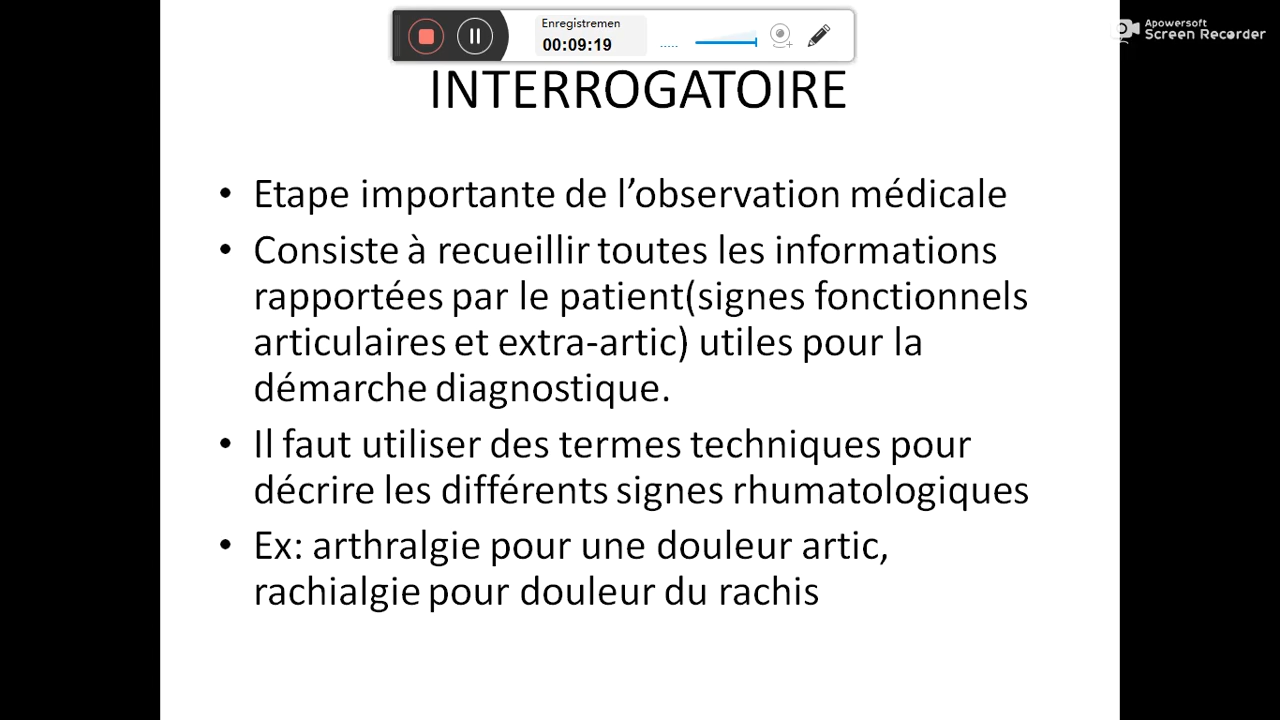 Enregistremen
00:09:19
Apowersoft
Screen Recorder
INTERROGATOIRE
• Etape importante de l’observation médicale
• Consiste à recueillir toutes les informations
rapportées par le patient(signes fonctionnels
articulaires et extra-artic) utiles pour la
démarche diagnostique.
• Il faut utiliser des termes techniques pour
décrire les différents signes rhumatologiques
• Ex: arthralgie pour une douleur artic,
rachialgie pour douleur du rachis